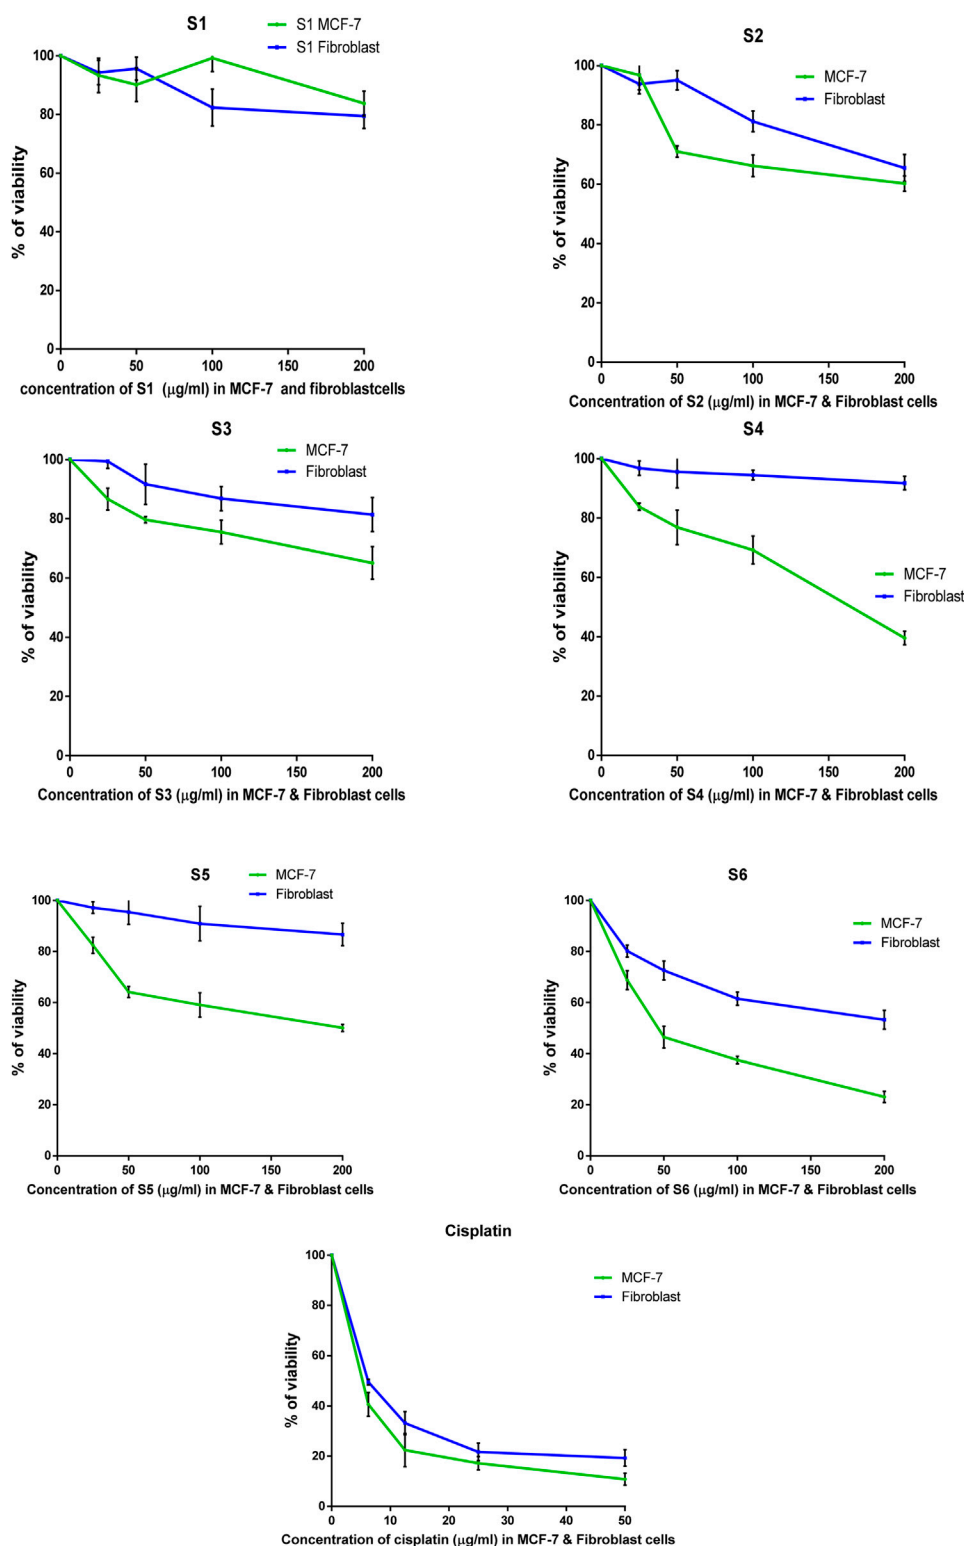 S1
S1 MCF-7
S1 Fibroblast
% of viability
100
80
60
40
20
0
0 50 100 150 200
concentration of S1 (μg/ml) in MCF-7 and fibroblastcells
S2
MCF-7
Fibroblast
% of viability
100
80
60
40
20
0
0 50 100 150 200
Concentration of S2 (μg/ml) in MCF-7 & Fibroblast cells
S3
MCF-7
Fibroblast
% of viability
100
80
60
40
20
0
0 50 100 150 200
Concentration of S3 (μg/ml) in MCF-7 & Fibroblast cells
S4
MCF-7
Fibroblast
% of viability
100
80
60
40
20
0
0 50 100 150 200
Concentration of S4 (μg/ml) in MCF-7 & Fibroblast cells
S5
MCF-7
Fibroblast
% of viability
100
80
60
40
20
0
0 50 100 150 200
Concentration of S5 (μg/ml) in MCF-7 & Fibroblast cells
S6
MCF-7
Fibroblast
% of viability
100
80
60
40
20
0
0 50 100 150 200
Concentration of S6 (μg/ml) in MCF-7 & Fibroblast cells
Cisplatin
MCF-7
Fibroblast
% of viability
100
80
60
40
20
0
0 10 20 30 40 50
Concentration of cisplatin (μg/ml) in MCF-7 & Fibroblast cells